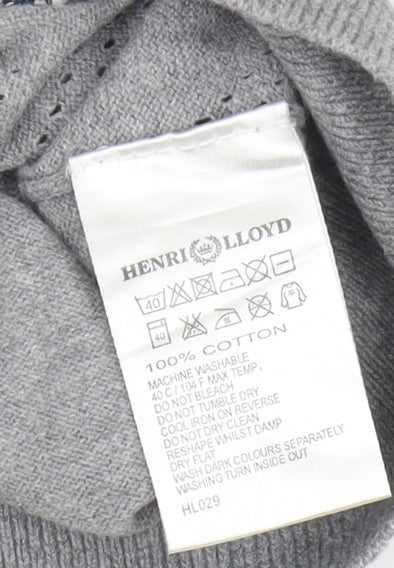 HENRI LLOYD
40
40
100% COTTON
MACHINE WASHABLE
40 C / 104 F MAX TEMP.
DO NOT BLEACH
DO NOT TUMBLE DRY
COOL IRON ON REVERSE
DO NOT DRY CLEAN
RESHAPE WHILST DAMP
DRY FLAT
WASH DARK COLOURS SEPARATELY
WASHING TURN INSIDE OUT
HL029